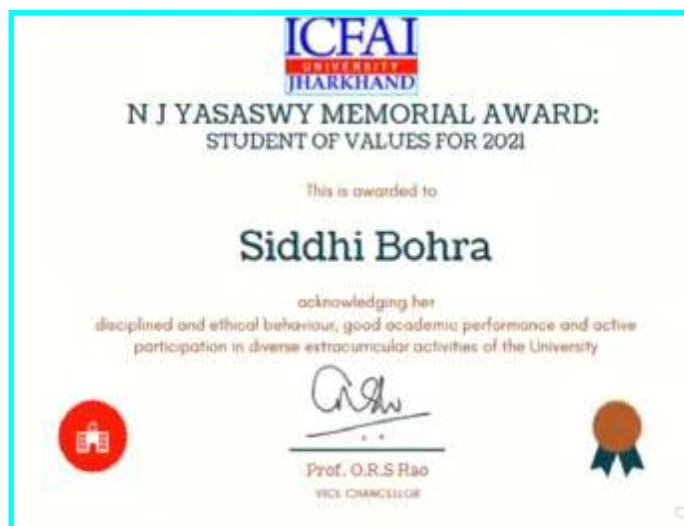 ICFAI
UNIVERSITY
JHARKHAND
N J YASASWY MEMORIAL AWARD:
STUDENT OF VALUES FOR 2021
This is awarded to
Siddhi Bohra
acknowledging her
disciplined and ethical behaviour, good academic performance and active
participation in diverse extracurricular activities of the University
Prof. O.R.S Rao
VICE CHANCELLOR